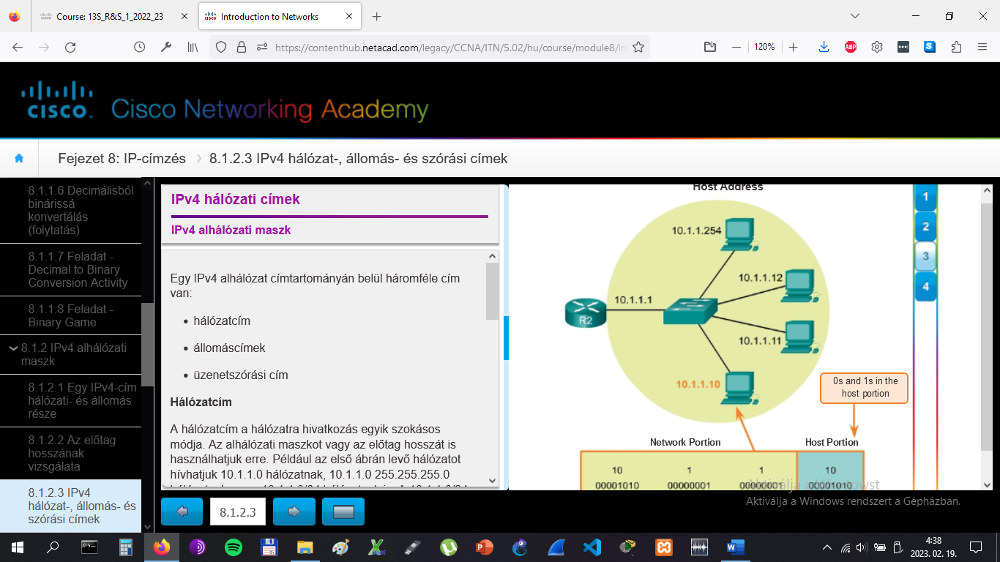 Course: 13S_R&S_1_2022_23
Introduction to Networks
https://contenthub.netacad.com/legacy/CCNA/ITN/5.02/hu/course/module8/in
120%
ABP
CISCO
Cisco Networking Academy
Fejezet 8: IP-címzés
8.1.2.3 IPv4 hálózat-, állomás- és szórási címek
8.1.1.6 Decimálisból
binárissá
konvertálás
(folytatás)
8.1.1.7 Feladat -
Decimal to Binary
Conversion Activity
8.1.1.8 Feladat -
Binary Game
8.1.2 IPv4 alhálózati
maszk
8.1.2.1 Egy IPv4-cím
hálózati- és állomás
része
8.1.2.2 Az előtag
hosszának
vizsgálata
8.1.2.3 IPv4
hálózat-, állomás- és
szórási címek
IPv4 hálózati címek
IPv4 alhálózati maszk
Egy IPv4 alhálózat címtartományán belül háromféle cím
van:
• hálózatcím
• állomáscímek
• üzenetszórási cím
Hálózatcím
A hálózatcím a hálózatra hivatkozás egyik szokásos
módja. Az alhálózati maszkot vagy az előtag hosszát is
használhatjuk erre. Például az első ábrán levő hálózatot
hívhatjuk 10.1.1.0 hálózatnak, 10.1.1.0 255.255.255.0
8.1.2.3
Host Address
10.1.1.254
10.1.1.12
10.1.1.1
R2
10.1.1.11
10.1.1.10
0s and 1s in the
host portion
Network Portion
Host Portion
10 1 1 10
00001010 00000001 00000001 00001010
1
2
3
4
Aktiválja a Windowst
Aktiválja a Windows rendszert a Gépházban.
4:38
2023. 02. 19.